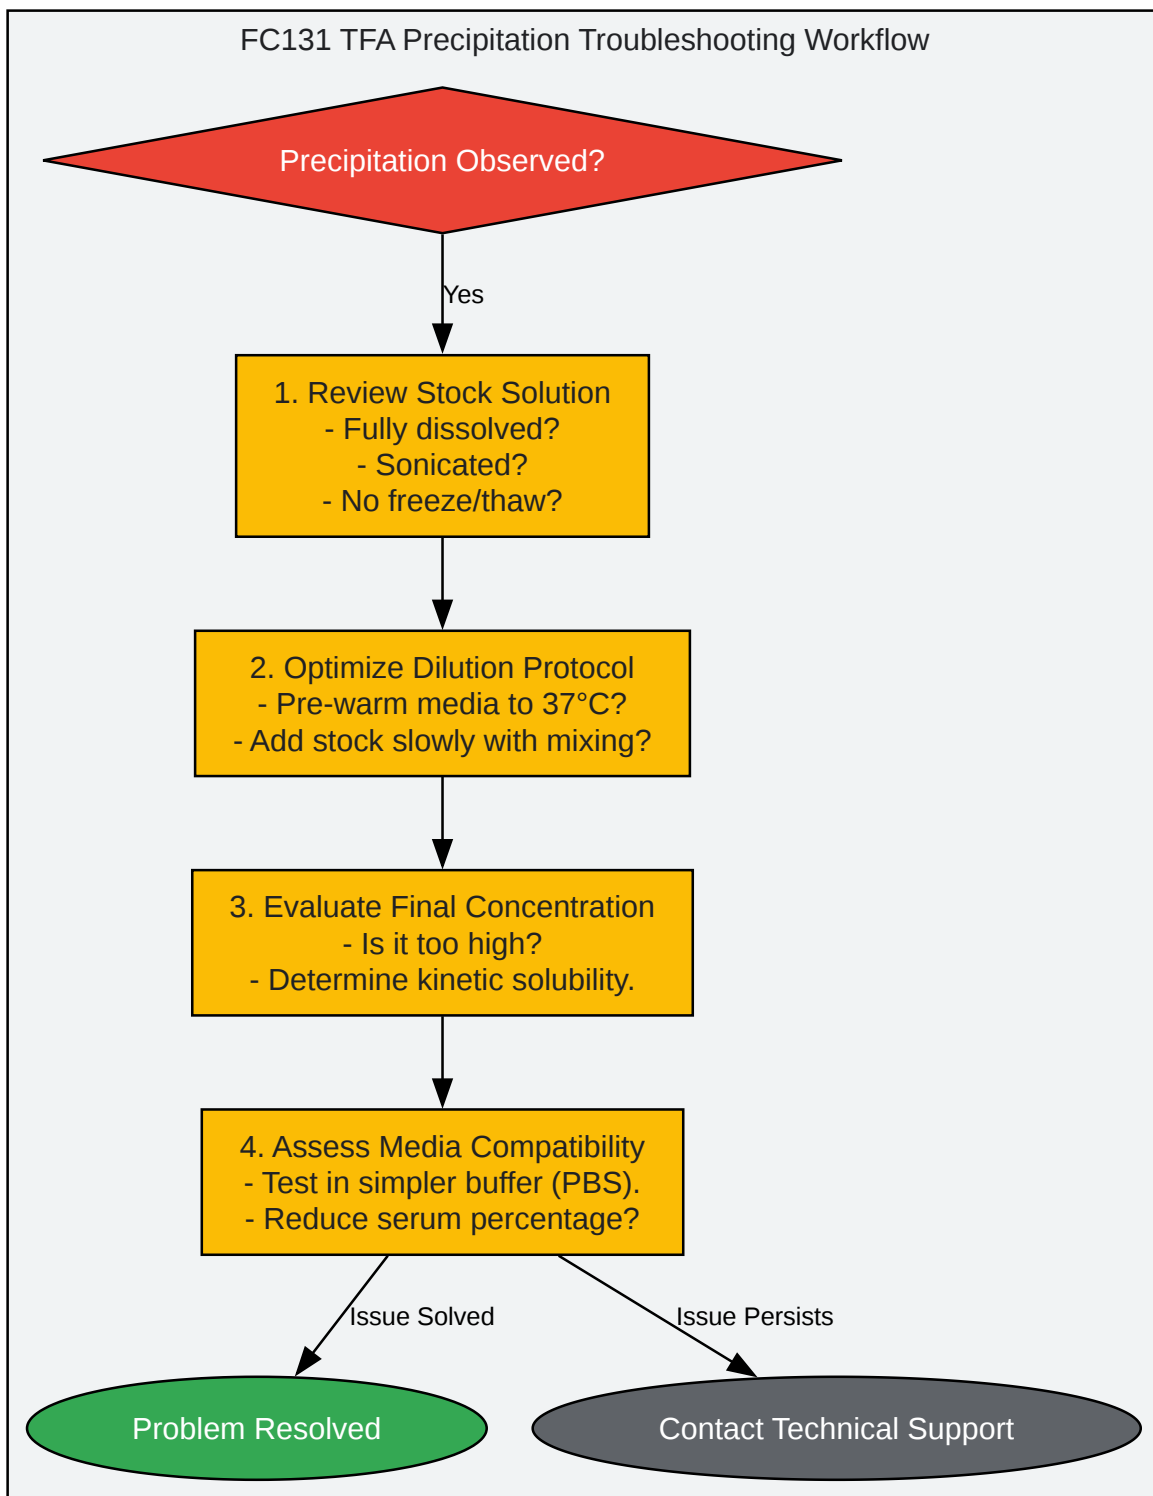 FC131 TFA Precipitation Troubleshooting Workflow
Precipitation Observed?
Yes
1. Review Stock Solution
- Fully dissolved?
- Sonicated?
- No freeze/thaw?
2. Optimize Dilution Protocol
- Pre-warm media to 37°C?
- Add stock slowly with mixing?
3. Evaluate Final Concentration
- Is it too high?
- Determine kinetic solubility.
4. Assess Media Compatibility
- Test in simpler buffer (PBS).
- Reduce serum percentage?
Issue Solved
Issue Persists
Problem Resolved
Contact Technical Support